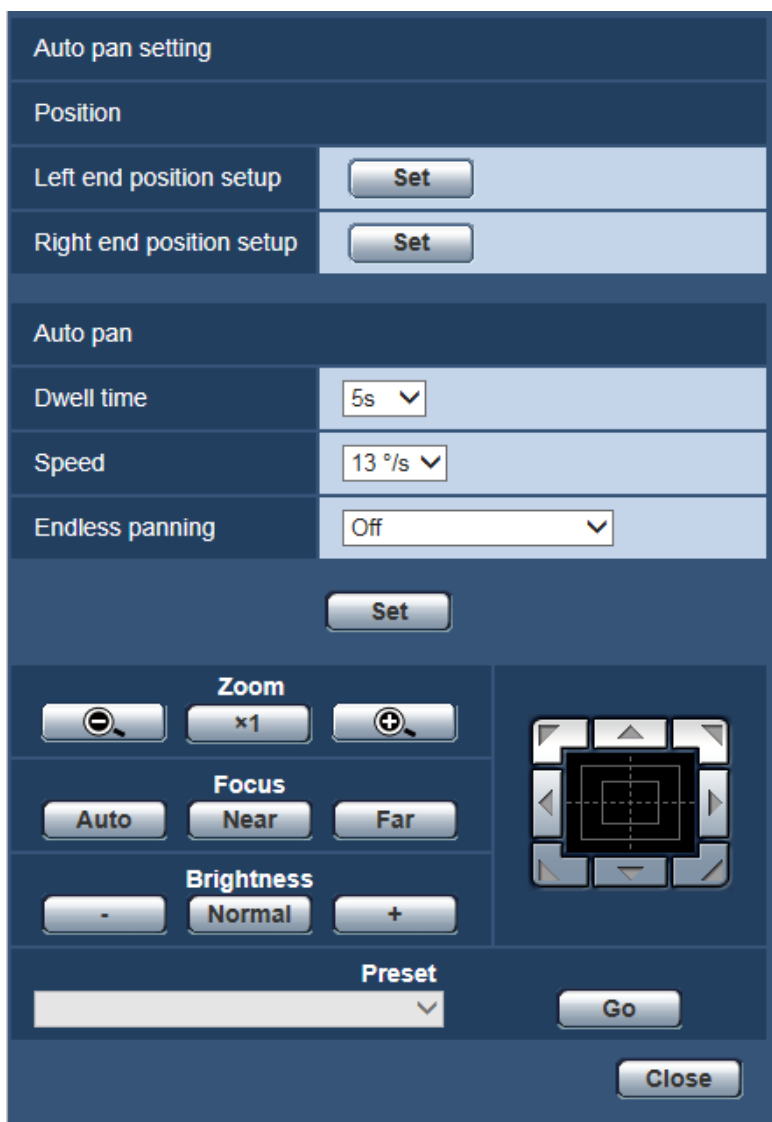 Auto pan setting
Position
Left end position setup Set
Right end position setup Set
Auto pan
Dwell time 5s
Speed 13 °/s
Endless panning Off
Set
Zoom
×1
Focus
Auto Near Far
Brightness
- Normal +
Preset
Go
Close